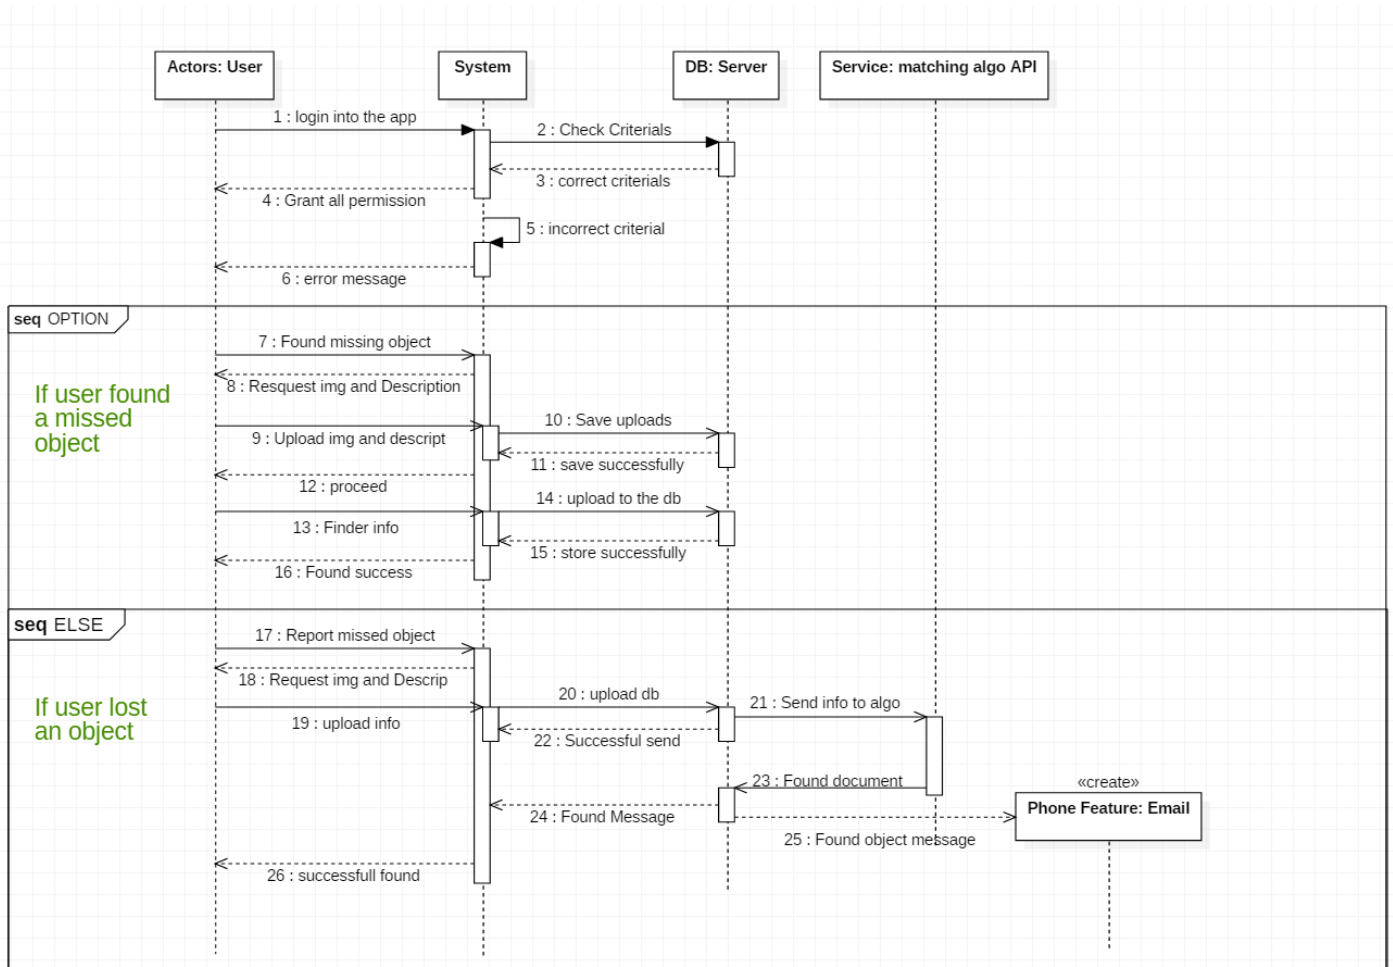 Actors: User
System
DB: Server
Service: matching algo API
1 : login into the app
2 : Check Criterials
3 : correct criterials
4 : Grant all permission
5 : incorrect criterial
6 : error message
seq OPTION
7 : Found missing object
8 : Resquest img and Description
If user found
a missed
object
10 : Save uploads
9 : Upload img and descript
11 : save successfully
12 : proceed
14 : upload to the db
13 : Finder info
15 : store successfully
16 : Found success
seq ELSE
17 : Report missed object
18 : Request img and Descrip
If user lost
an object
20 : upload db
21 : Send info to algo
19 : upload info
22 : Successful send
23 : Found document
«create»
Phone Feature: Email
24 : Found Message
25 : Found object message
26 : successfull found